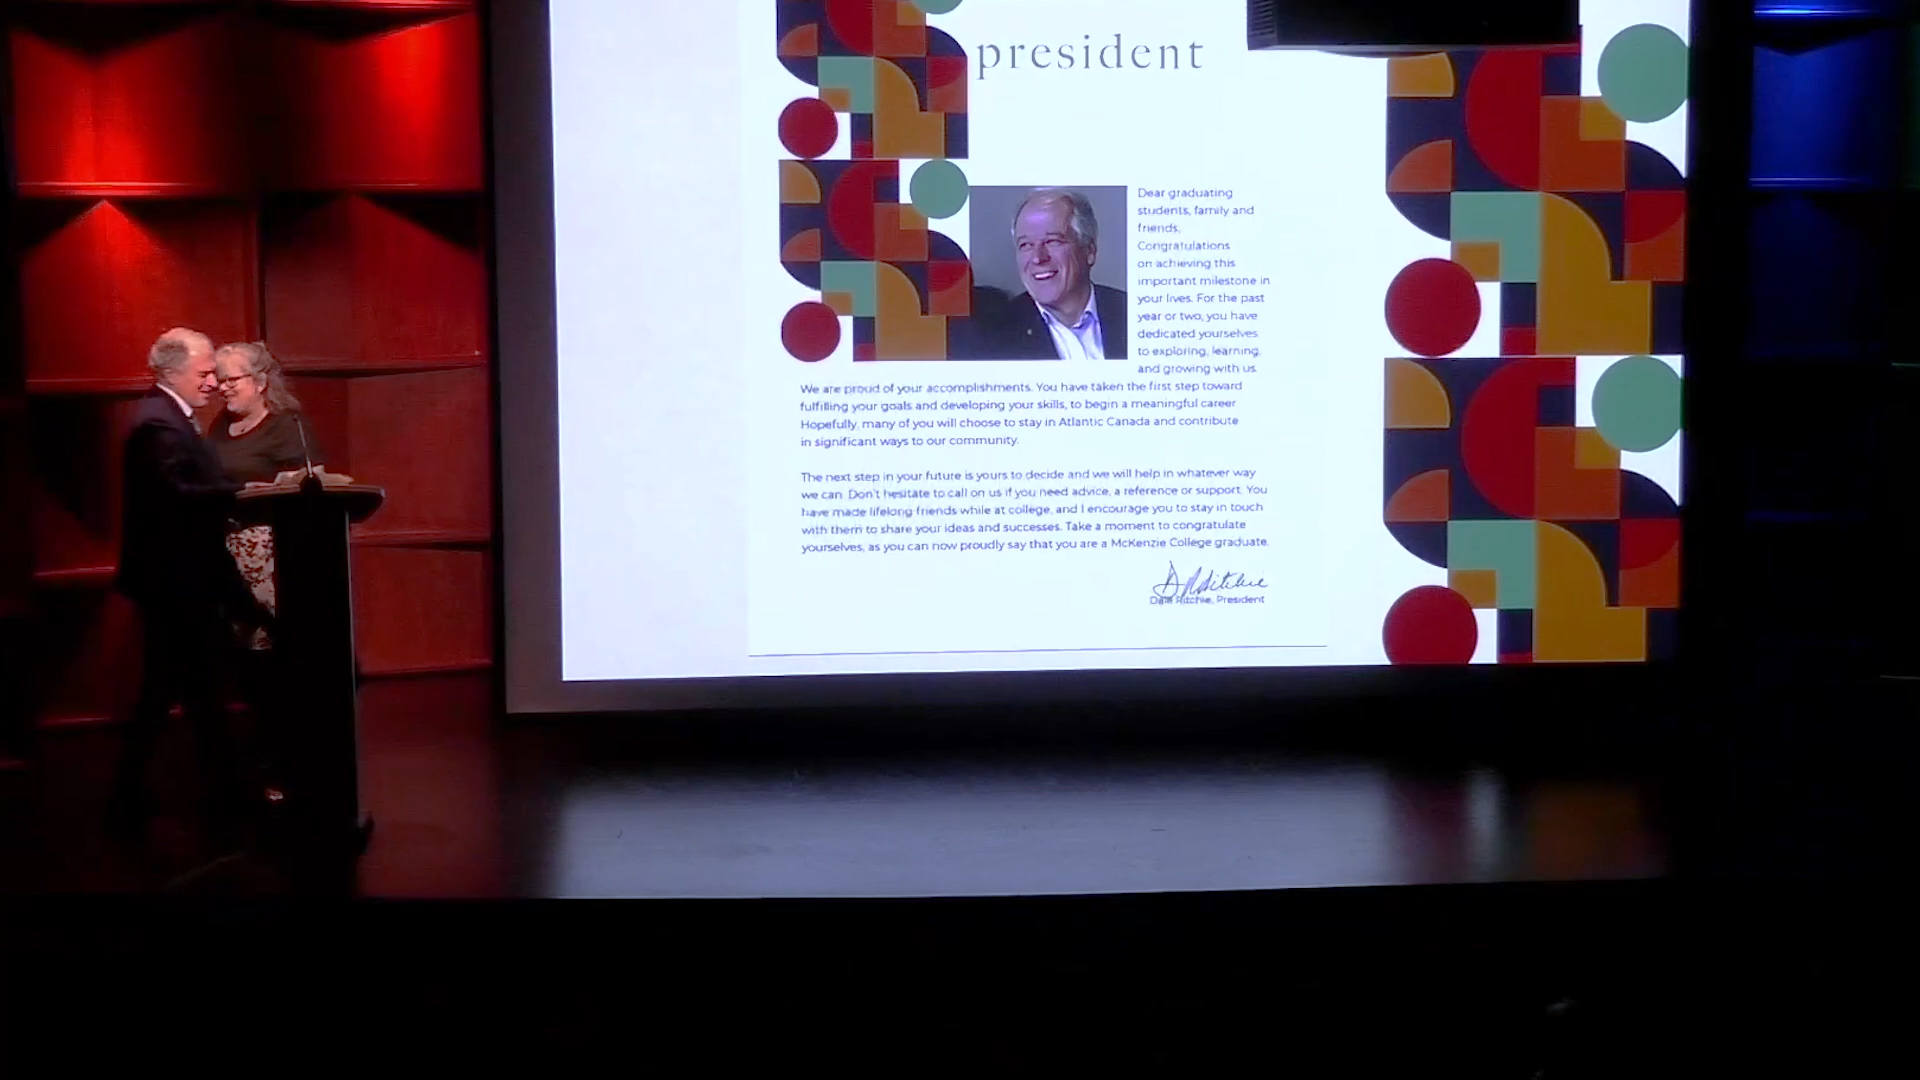 president
Dear graduating
students, family and
friends,
Congratulations
on achieving this
important milestone in
your lives. For the past
year or two, you have
dedicated yourselves
to exploring, learning,
and growing with us.
We are proud of your accomplishments. You have taken the first step toward
fulfilling your goals and developing your skills, to begin a meaningful career
Hopefully, many of you will choose to stay in Atlantic Canada and contribute
in significant ways to our community.
The next step in your future is yours to decide and we will help in whatever way
we can. Don't hesitate to call on us if you need advice, a reference or support. You
have made lifelong friends while at college, and I encourage you to stay in touch
with them to share your ideas and successes. Take a moment to congratulate
yourselves, as you can now proudly say that you are a McKenzie College graduate.
D Ritchie
Dale Ritchie, President